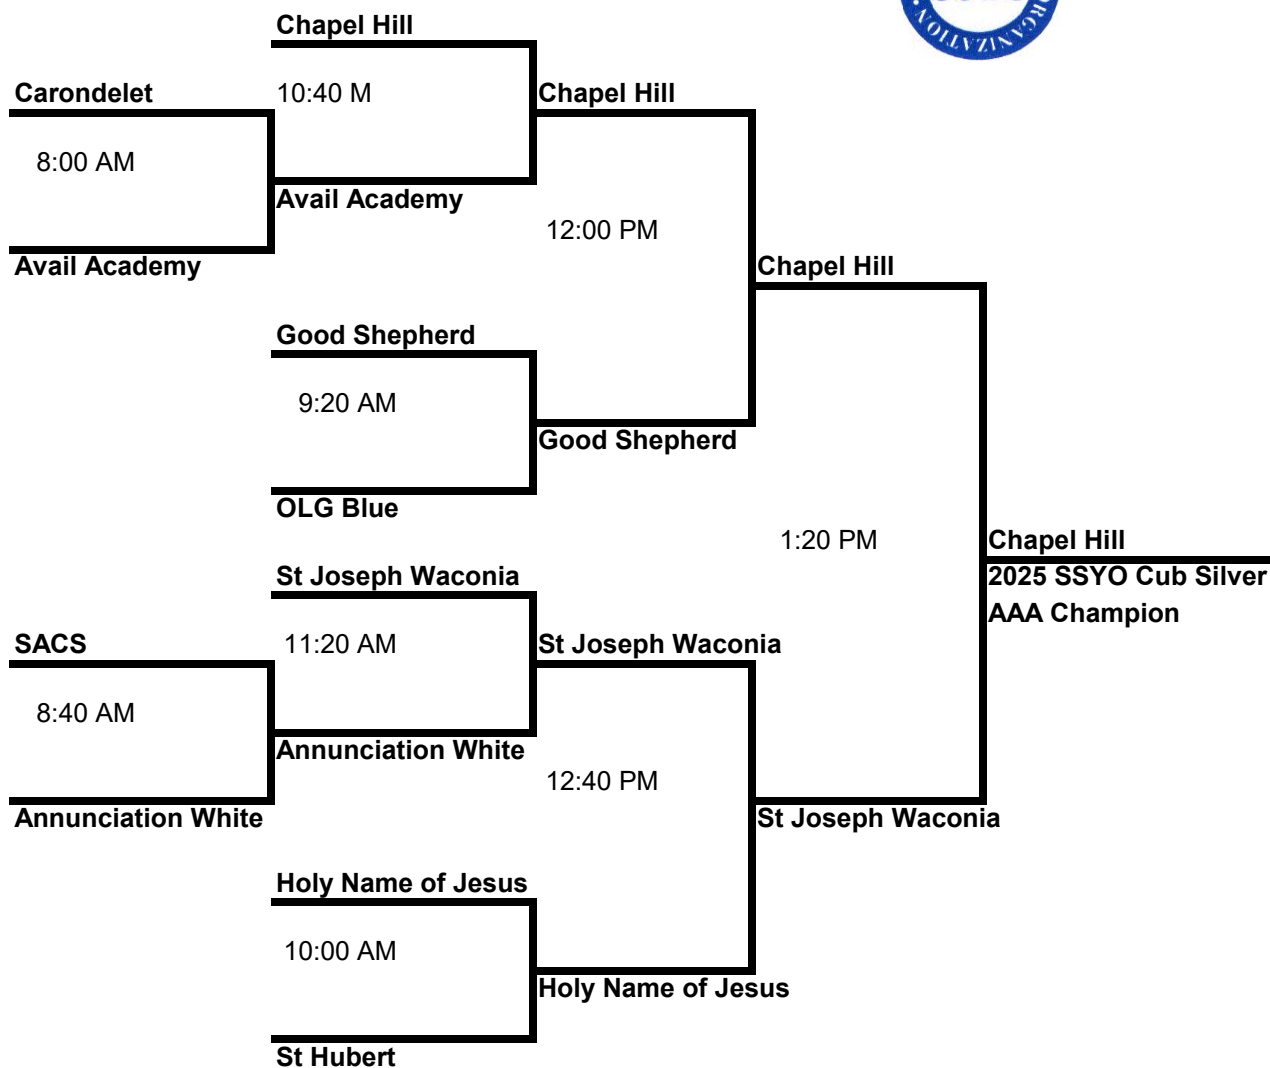 ORGANIZATION
Chapel Hill
Carondelet
10:40 M
Chapel Hill
8:00 AM
Avail Academy
12:00 PM
Avail Academy
Chapel Hill
Good Shepherd
9:20 AM
Good Shepherd
OLG Blue
1:20 PM
Chapel Hill
2025 SSYO Cub Silver
AAA Champion
St Joseph Waconia
SACS
11:20 AM
St Joseph Waconia
8:40 AM
Annunciation White
12:40 PM
Annunciation White
St Joseph Waconia
Holy Name of Jesus
10:00 AM
Holy Name of Jesus
St Hubert